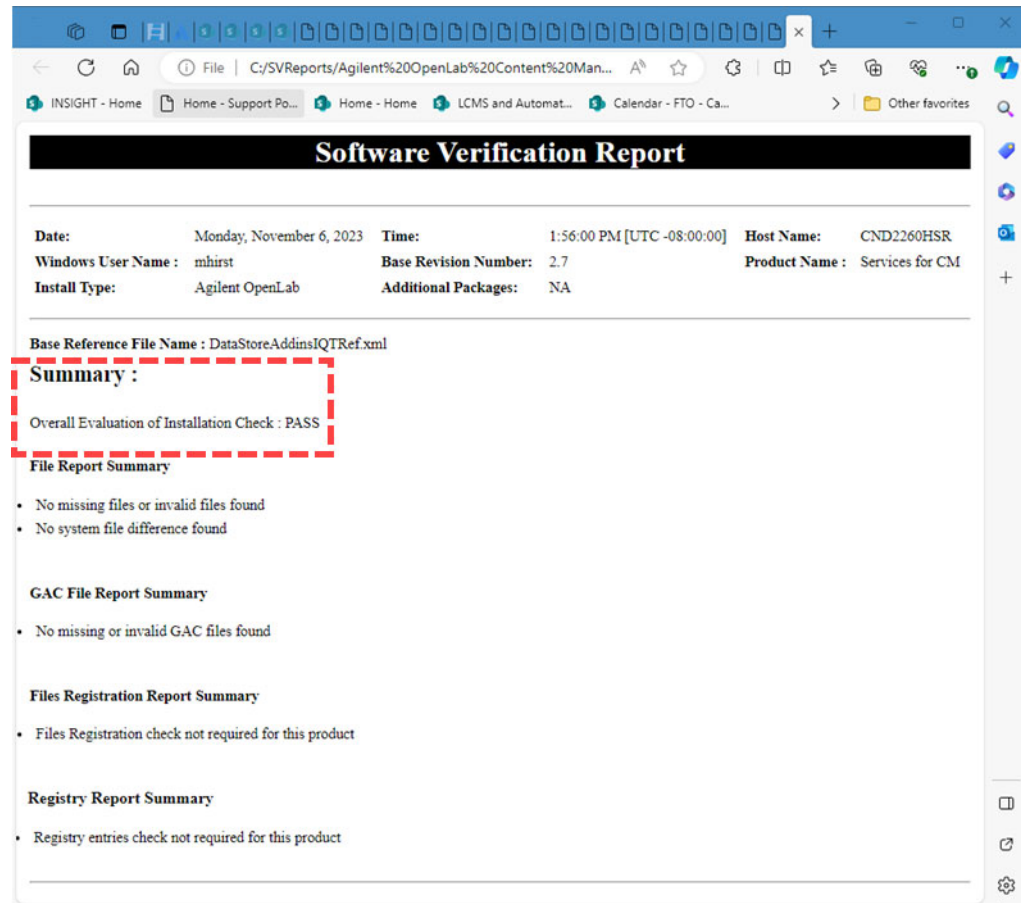 File | C:/SVReports/Agilent%20OpenLab%20Content%20Man...
INSIGHT - Home Home - Support Po... Home - Home LCMS and Automat... Calendar - FTO - Ca... Other favorites
Software Verification Report
Date: Monday, November 6, 2023 Time: 1:56:00 PM [UTC -08:00:00] Host Name: CND2260HSR
Windows User Name : mhirst Base Revision Number: 2.7 Product Name : Services for CM
Install Type: Agilent OpenLab Additional Packages: NA
Base Reference File Name : DataStoreAddinsIQTRef.xml
Summary :
Overall Evaluation of Installation Check : PASS
File Report Summary
• No missing files or invalid files found
• No system file difference found
GAC File Report Summary
• No missing or invalid GAC files found
Files Registration Report Summary
• Files Registration check not required for this product
Registry Report Summary
• Registry entries check not required for this product